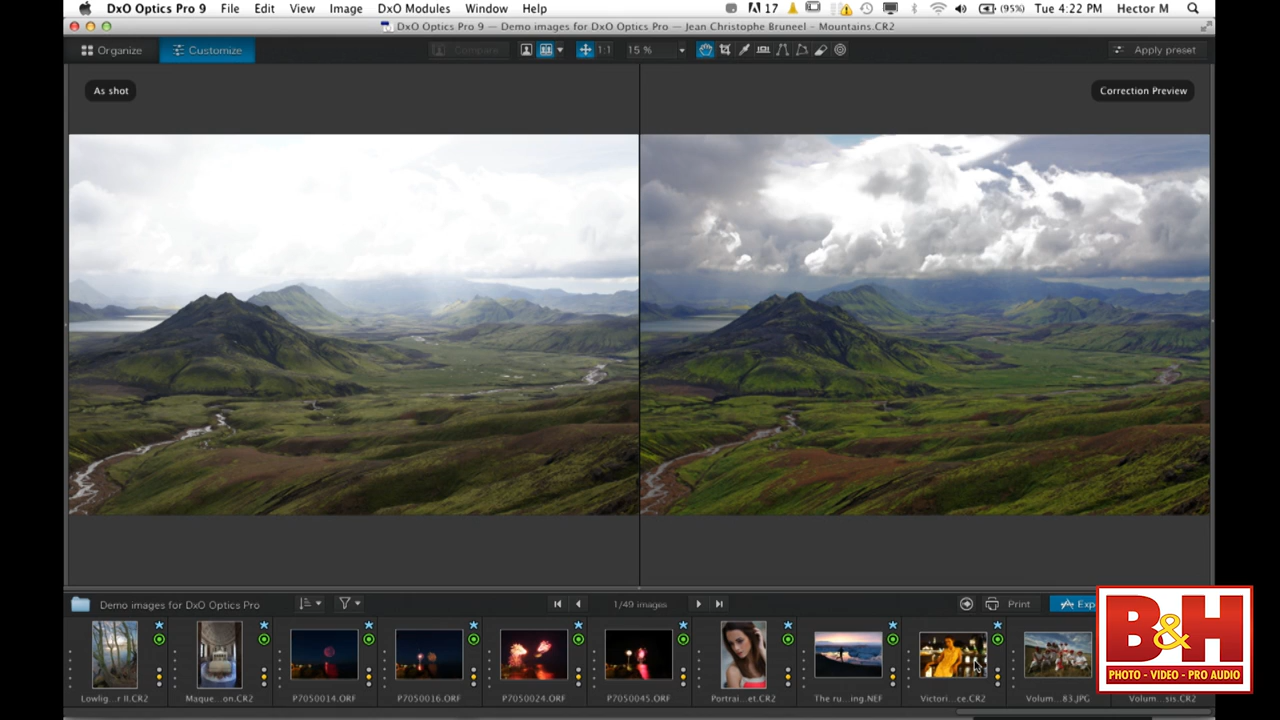 DxO Optics Pro 9 File Edit View Image DxO Modules Window Help 17 (95%) Tue 4:22 PM Hector M
DxO Optics Pro 9 — Demo images for DxO Optics Pro — Jean Christophe Bruneel - Mountains.CR2
Organize Customize Compare 1:1 15 % Apply preset
As shot Correction Preview
Demo images for DxO Optics Pro 1/49 images Print Exp
Lowlig...r II.CR2 Maque...on.CR2 P7050014.ORF P7050016.ORF P7050024.ORF P7050045.ORF Portrai...et.CR2 The ru...ing.NEF Victori...ce.CR2 Volum...83.JPG Volum...sis.CR2
B&H
PHOTO - VIDEO - PRO AUDIO